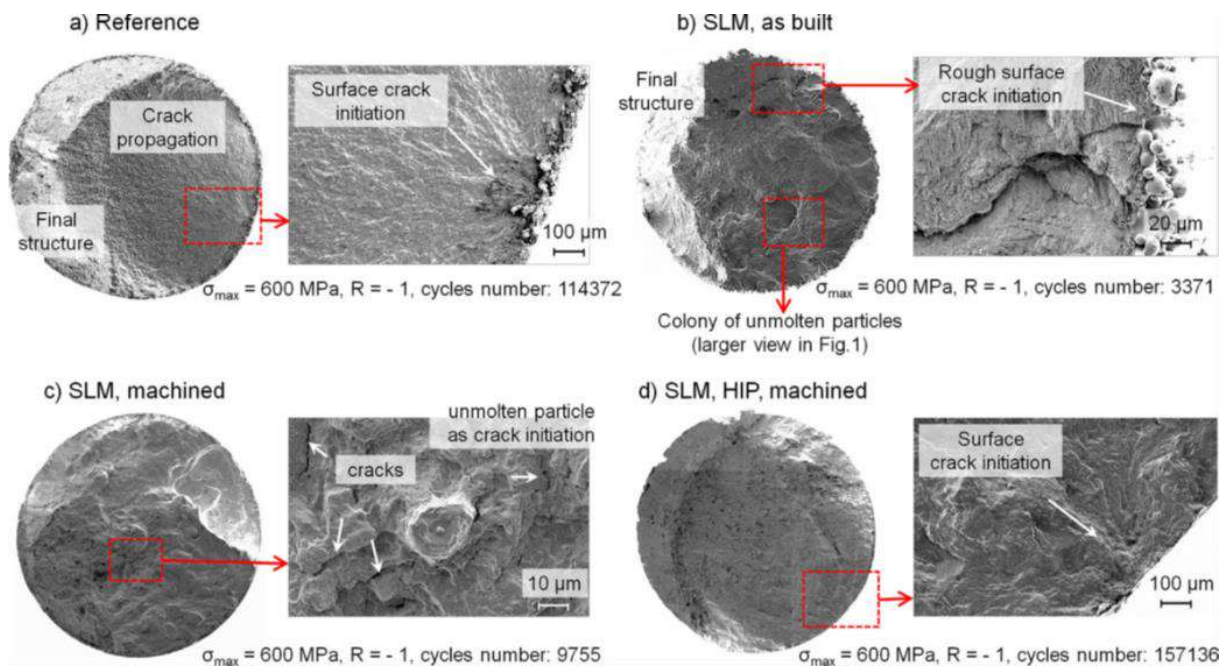 a) Reference
b) SLM, as built
Crack
propagation
Final
structure
Surface crack
initiation
100 µm
Final
structure
Rough surface
crack initiation
20 µm
σmax = 600 MPa, R = - 1, cycles number: 114372
σmax = 600 MPa, R = - 1, cycles number: 3371
Colony of unmolten particles
(larger view in Fig.1)
c) SLM, machined
d) SLM, HIP, machined
unmolten particle
as crack initiation
cracks
10 µm
Surface
crack initiation
100 µm
σmax = 600 MPa, R = - 1, cycles number: 9755
σmax = 600 MPa, R = - 1, cycles number: 157136